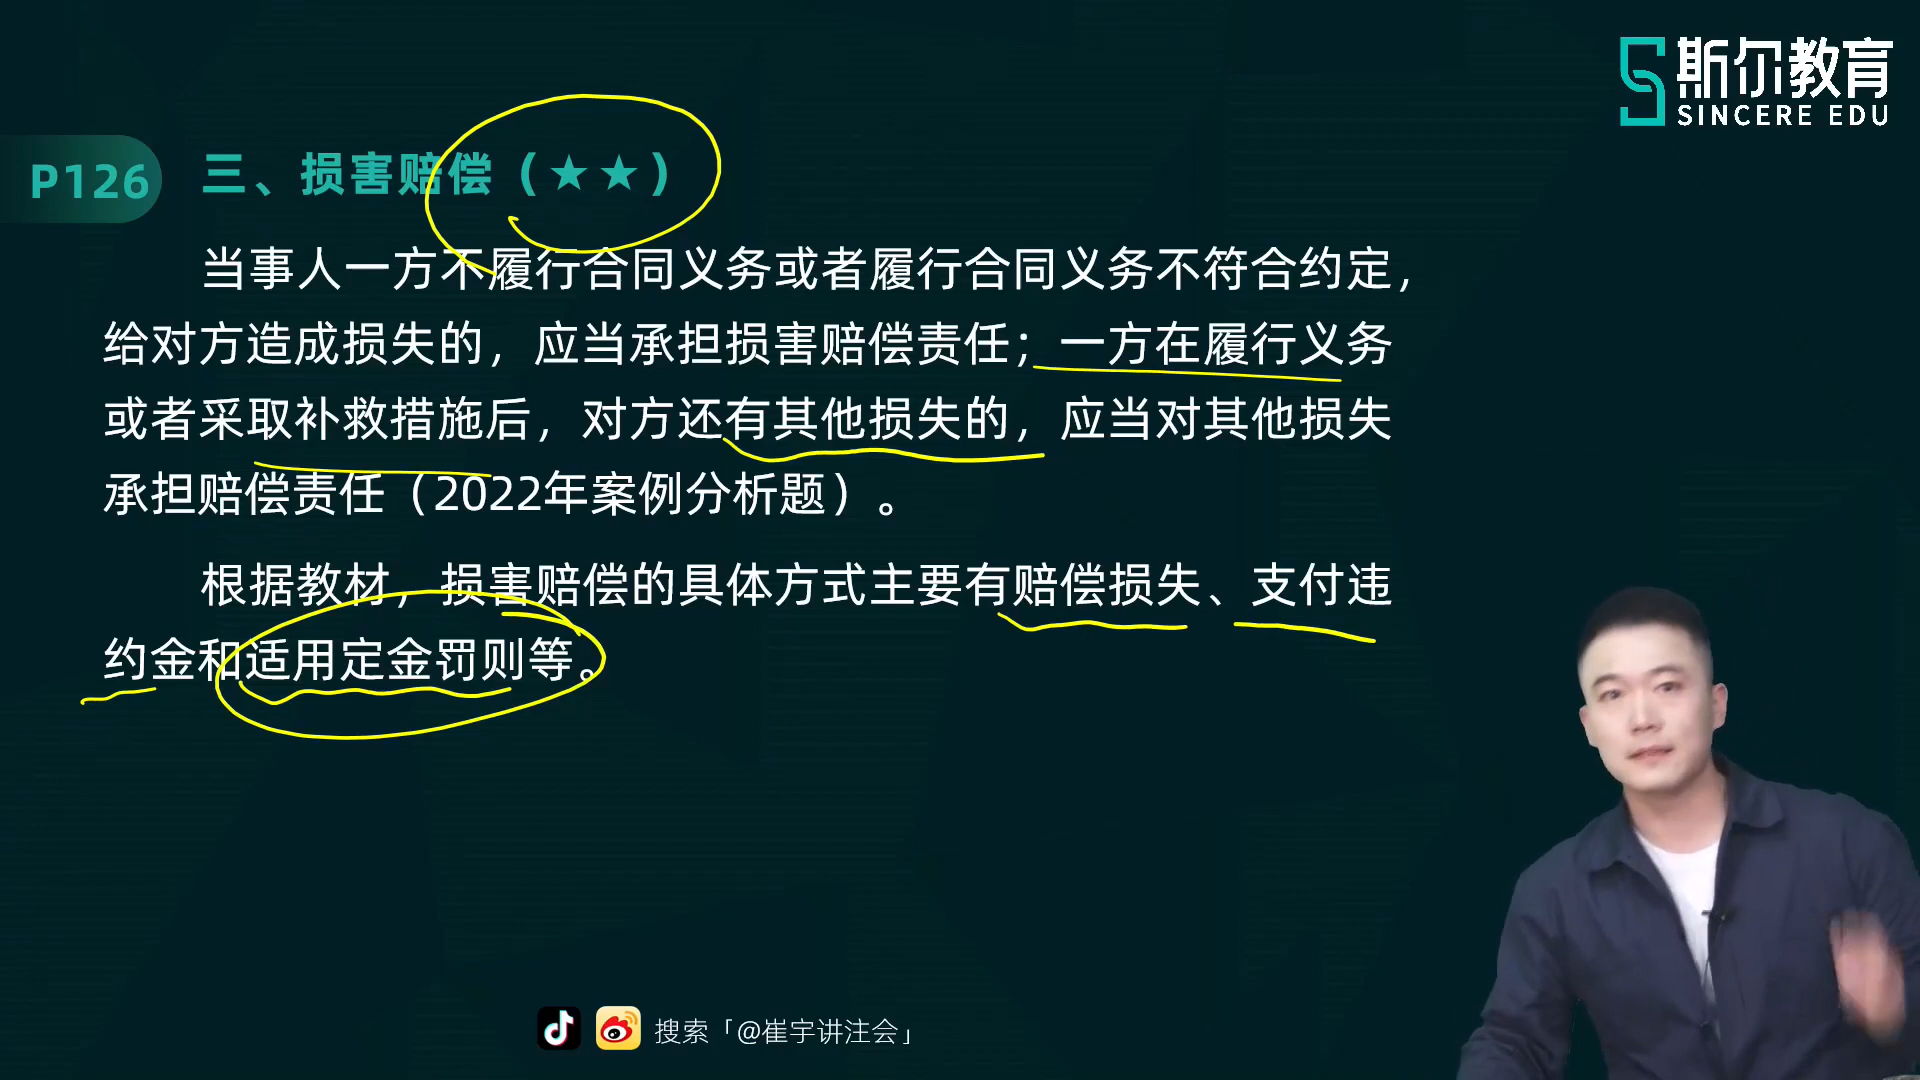 斯尔教育
SINCERE EDU
P126
三、损害赔偿（★★）
当事人一方不履行合同义务或者履行合同义务不符合约定，
给对方造成损失的，应当承担损害赔偿责任；一方在履行义务
或者采取补救措施后，对方还有其他损失的，应当对其他损失
承担赔偿责任（2022年案例分析题）。
根据教材，损害赔偿的具体方式主要有赔偿损失、支付违
约金和适用定金罚则等。
搜索「@崔宇讲注会」